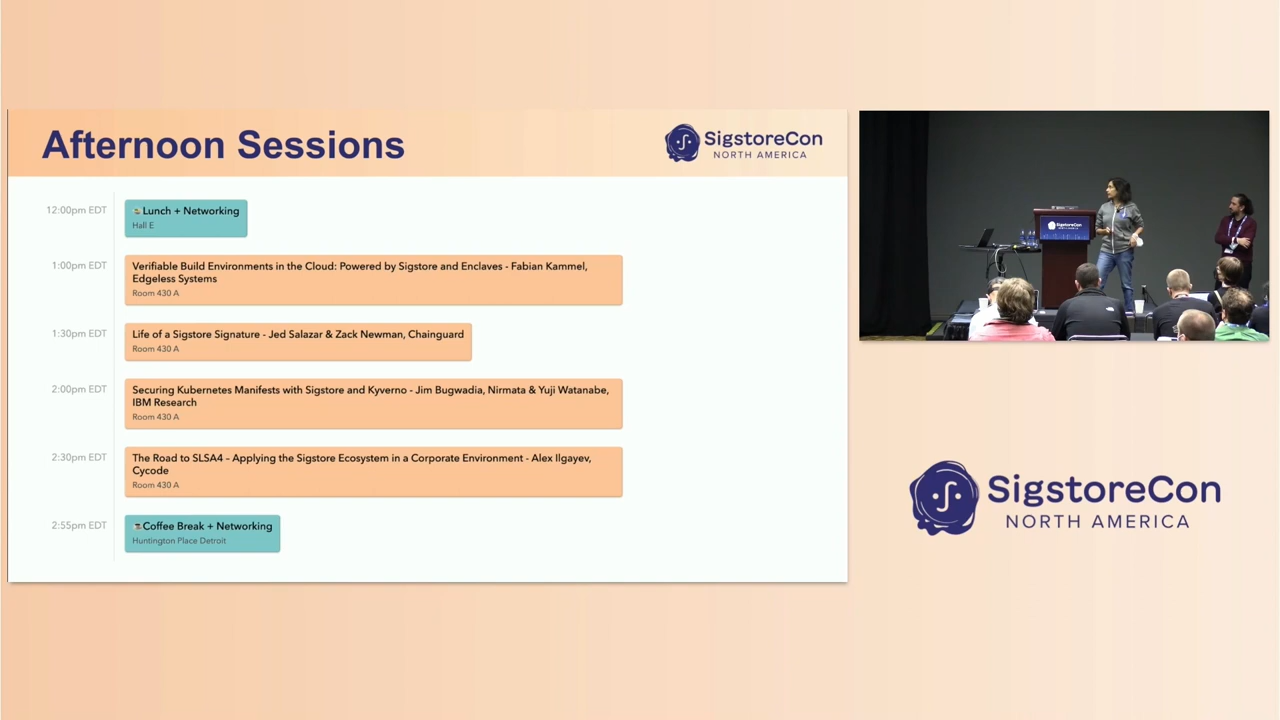 Afternoon Sessions
SigstoreCon
NORTH AMERICA
12:00pm EDT
Lunch + Networking
Hall E
1:00pm EDT
Verifiable Build Environments in the Cloud: Powered by Sigstore and Enclaves - Fabian Kammel,
Edgeless Systems
Room 430 A
1:30pm EDT
Life of a Sigstore Signature - Jed Salazar & Zack Newman, Chainguard
Room 430 A
2:00pm EDT
Securing Kubernetes Manifests with Sigstore and Kyverno - Jim Bugwadia, Nirmata & Yuji Watanabe,
IBM Research
Room 430 A
2:30pm EDT
The Road to SLSA4 – Applying the Sigstore Ecosystem in a Corporate Environment - Alex Ilgayev,
Cycode
Room 430 A
2:55pm EDT
Coffee Break + Networking
Huntington Place Detroit
SigstoreCon
NORTH AMERICA
SigstoreCon
NORTH AMERICA